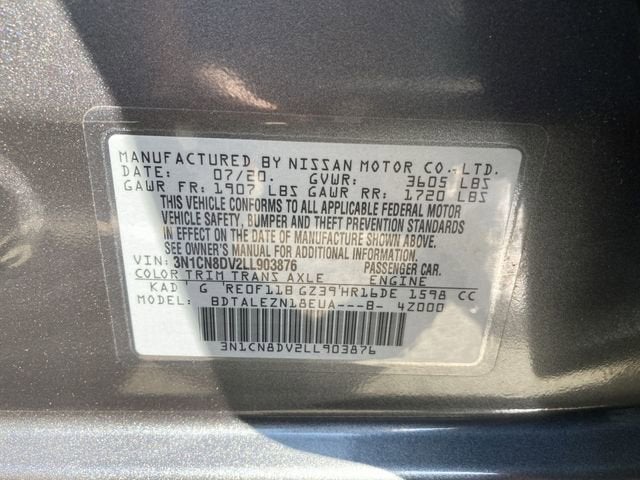 MANUFACTURED BY NISSAN MOTOR CO., LTD.
DATE: 07/20. GVWR: 3605 LBS
GAWR FR: 1907 LBS GAWR RR: 1720 LBS
THIS VEHICLE CONFORMS TO ALL APPLICABLE FEDERAL MOTOR
VEHICLE SAFETY, BUMPER AND THEFT PREVENTION STANDARDS
IN EFFECT ON THE DATE OF MANUFACTURE SHOWN ABOVE.
SEE OWNER'S MANUAL FOR ADDITIONAL INFORMATION.
VIN: 3N1CN8DV2LL903876 PASSENGER CAR.
COLOR TRIM TRANS AXLE ENGINE
KAD G RE0F11B GZ39 HR16DE 1598 CC
MODEL: BDTALEZN18EUA---B- 4Z000
3N1CN8DV2LL903876